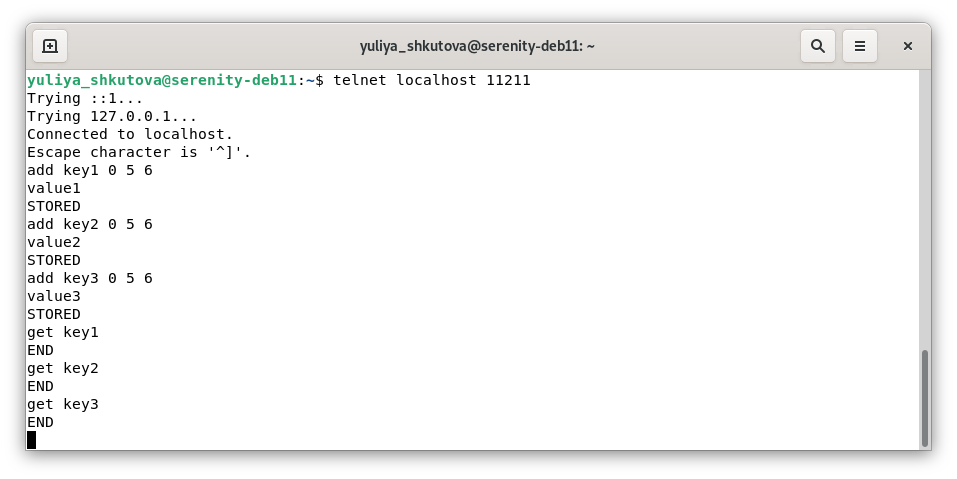 yuliya_shkutova@serenity-deb11: ~
yuliya_shkutova@serenity-deb11:~$ telnet localhost 11211
Trying ::1...
Trying 127.0.0.1...
Connected to localhost.
Escape character is '^]'.
add key1 0 5 6
value1
STORED
add key2 0 5 6
value2
STORED
add key3 0 5 6
value3
STORED
get key1
END
get key2
END
get key3
END